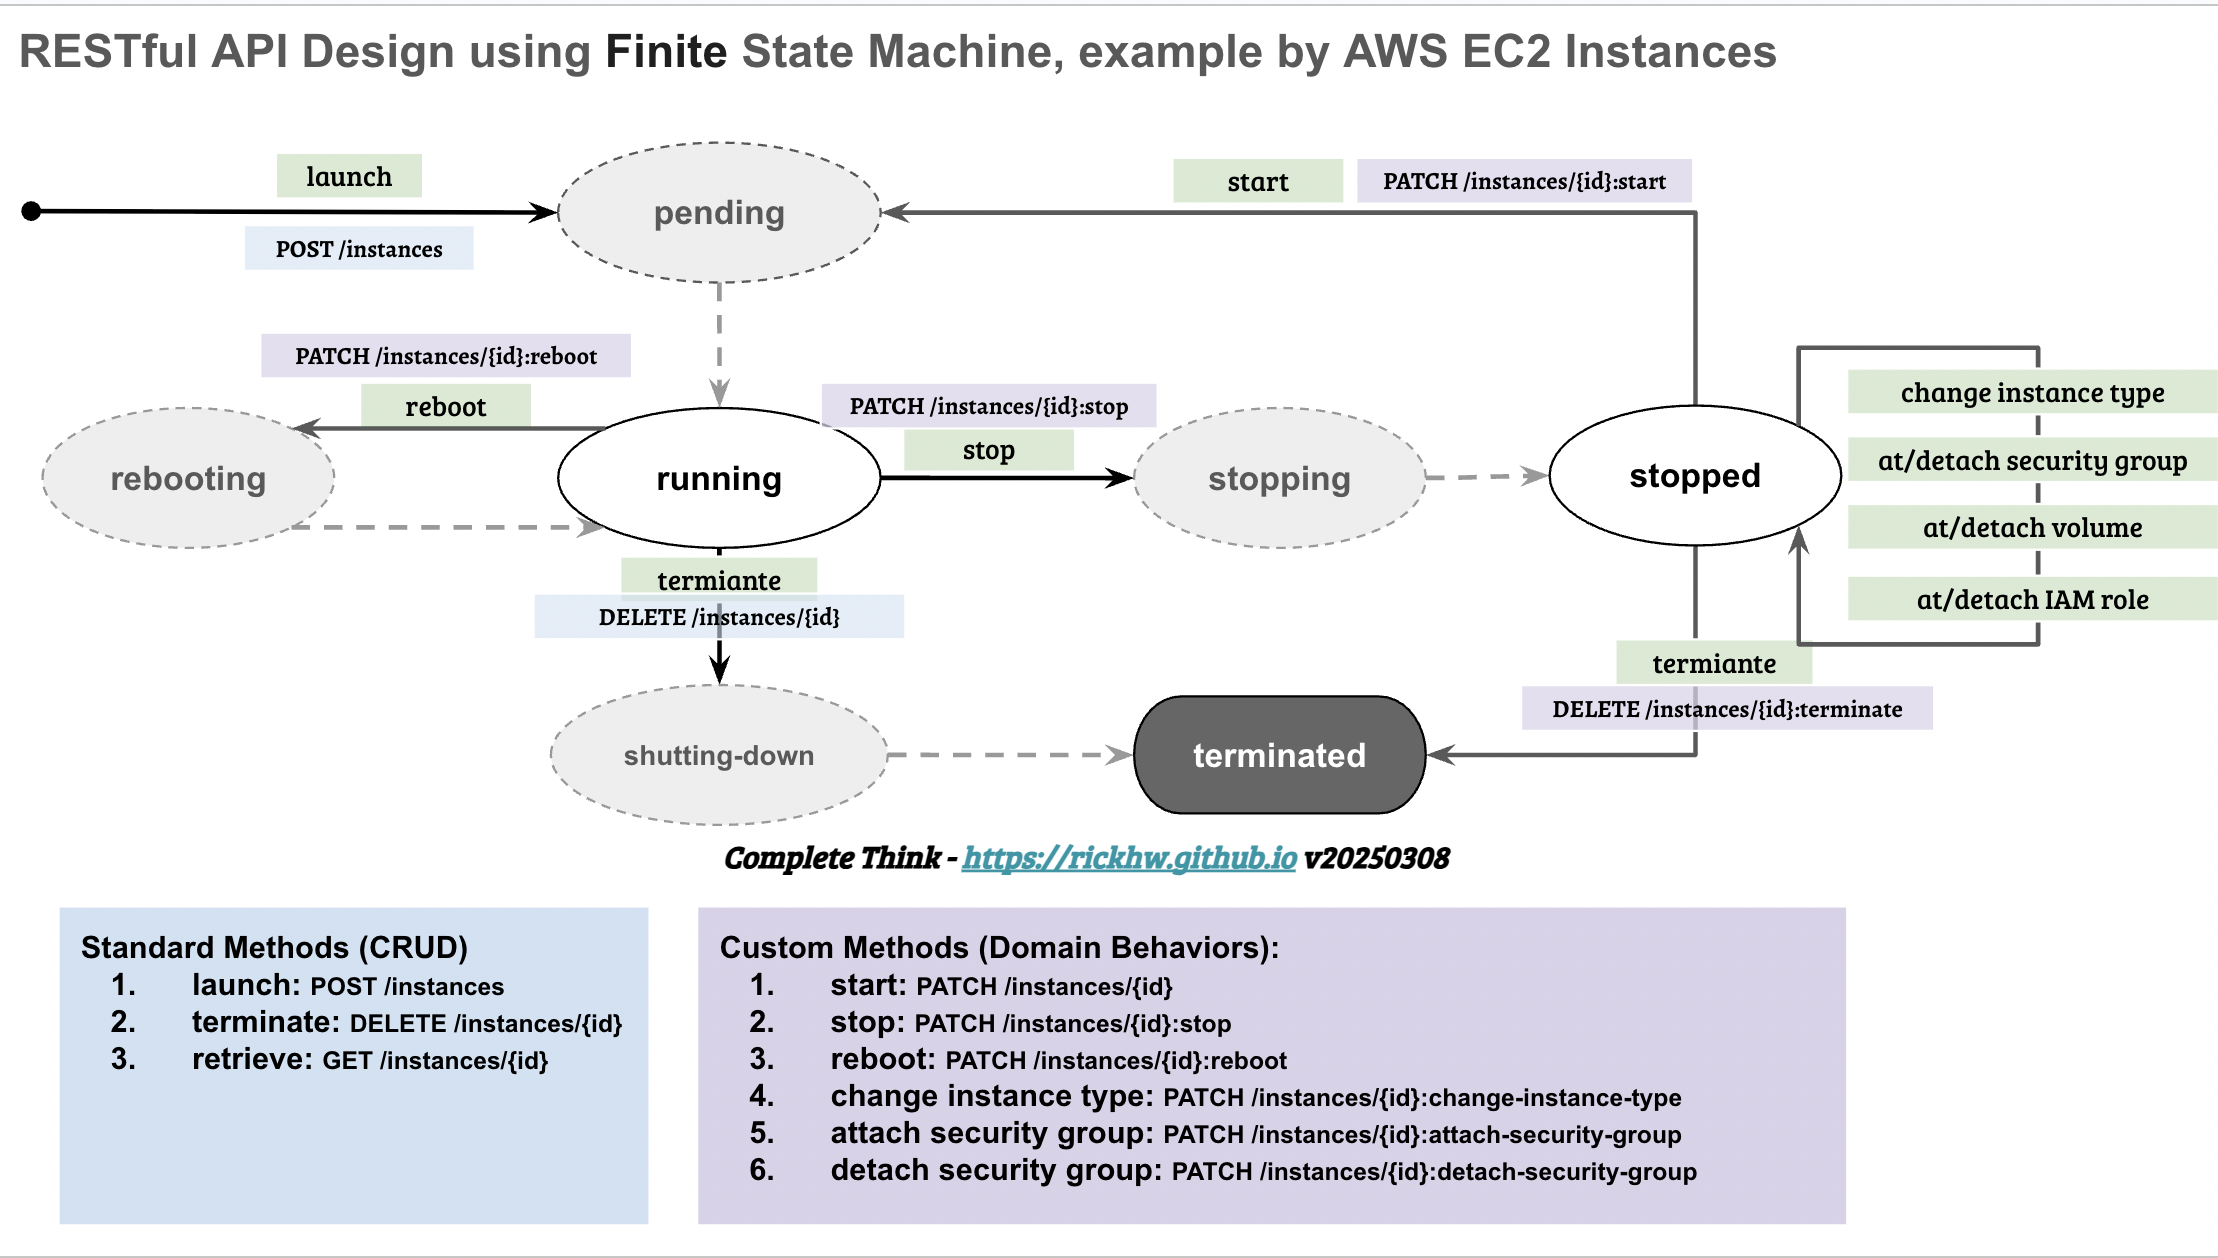 RESTful API Design using Finite State Machine, example by AWS EC2 Instances
launch
POST /instances
pending
start
PATCH /instances/{id}:start
PATCH /instances/{id}:reboot
reboot
rebooting
running
PATCH /instances/{id}:stop
stop
stopping
stopped
change instance type
at/detach security group
at/detach volume
at/detach IAM role
termiante
DELETE /instances/{id}
termiante
DELETE /instances/{id}:terminate
shutting-down
terminated
Complete Think - https://rickhw.github.io v20250308
Standard Methods (CRUD)
1. launch: POST /instances
2. terminate: DELETE /instances/{id}
3. retrieve: GET /instances/{id}
Custom Methods (Domain Behaviors):
1. start: PATCH /instances/{id}
2. stop: PATCH /instances/{id}:stop
3. reboot: PATCH /instances/{id}:reboot
4. change instance type: PATCH /instances/{id}:change-instance-type
5. attach security group: PATCH /instances/{id}:attach-security-group
6. detach security group: PATCH /instances/{id}:detach-security-group